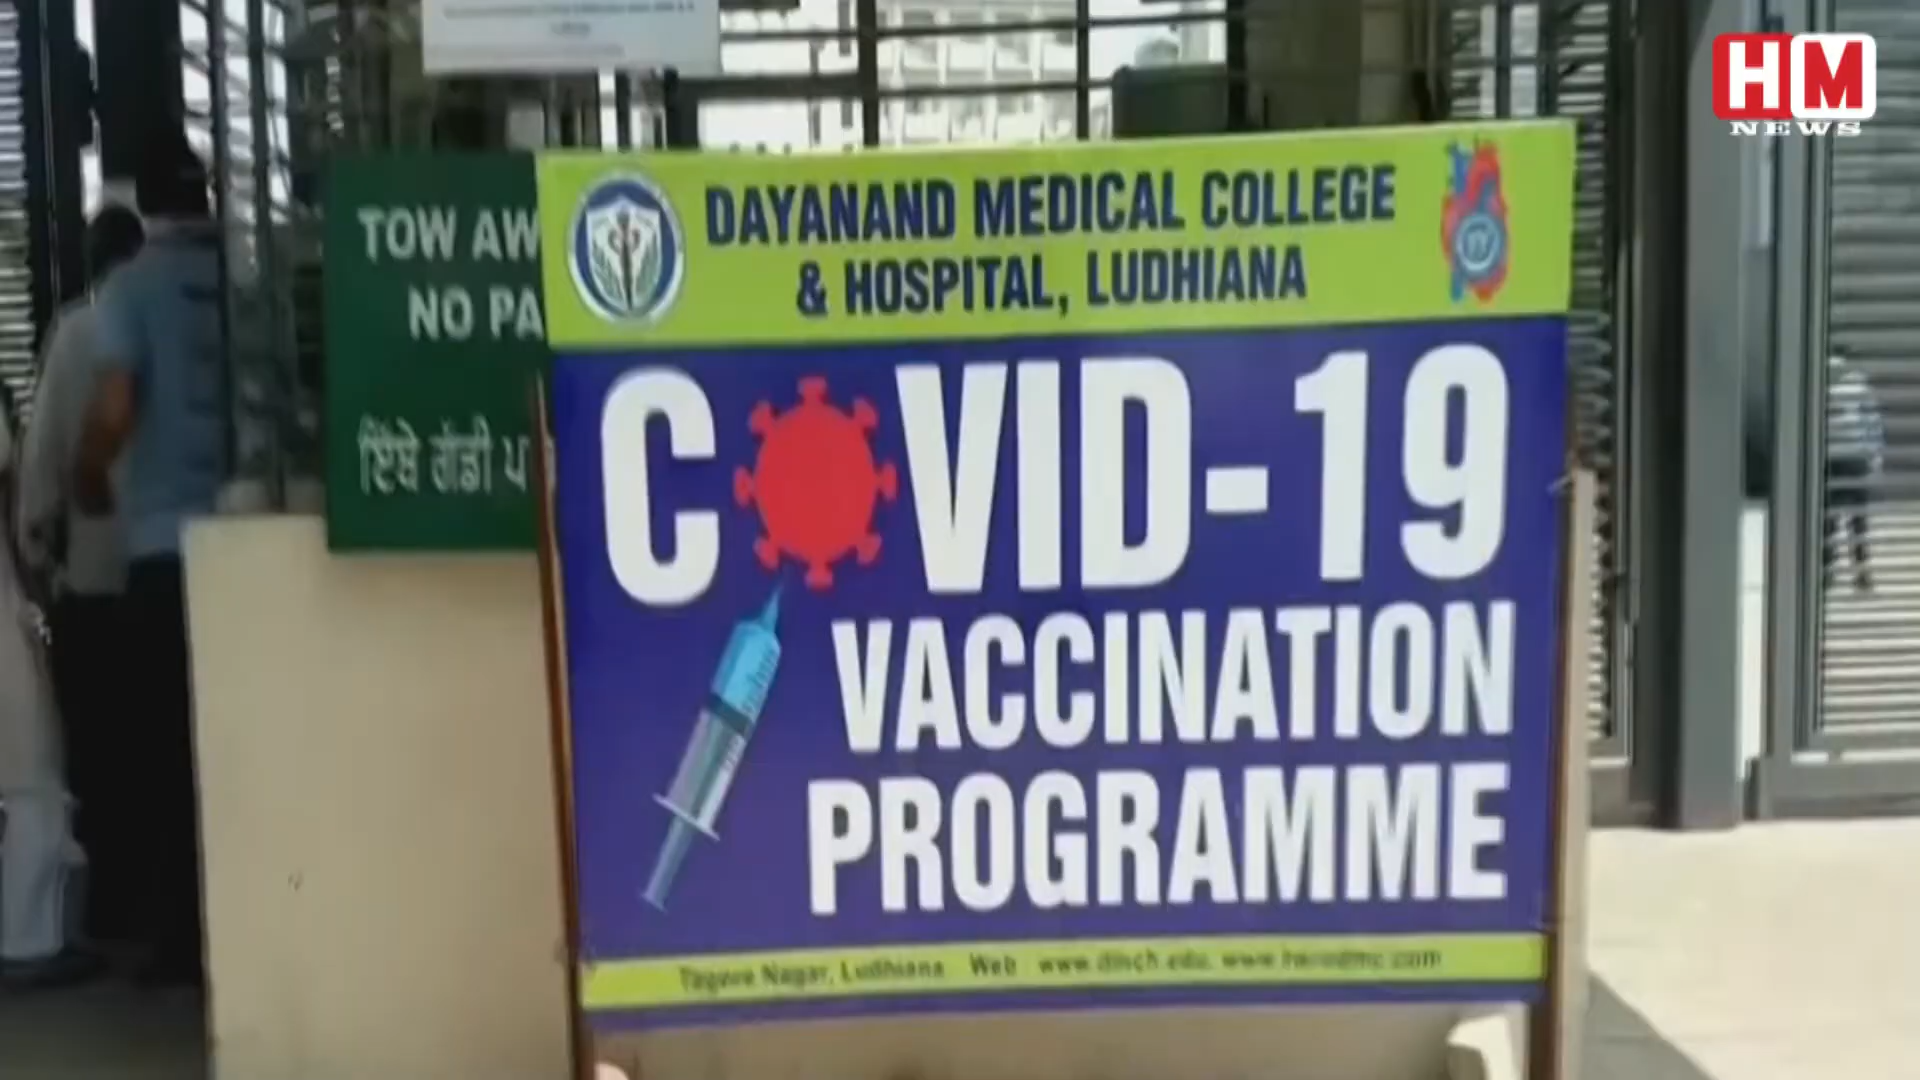 HM
NEWS
TOW AW
NO PA
ਇੱਥੇ ਗੱਡੀ ਪ
DAYANAND MEDICAL COLLEGE
& HOSPITAL, LUDHIANA
COVID-19
VACCINATION
PROGRAMME
Tagore Nagar, Ludhiana Web